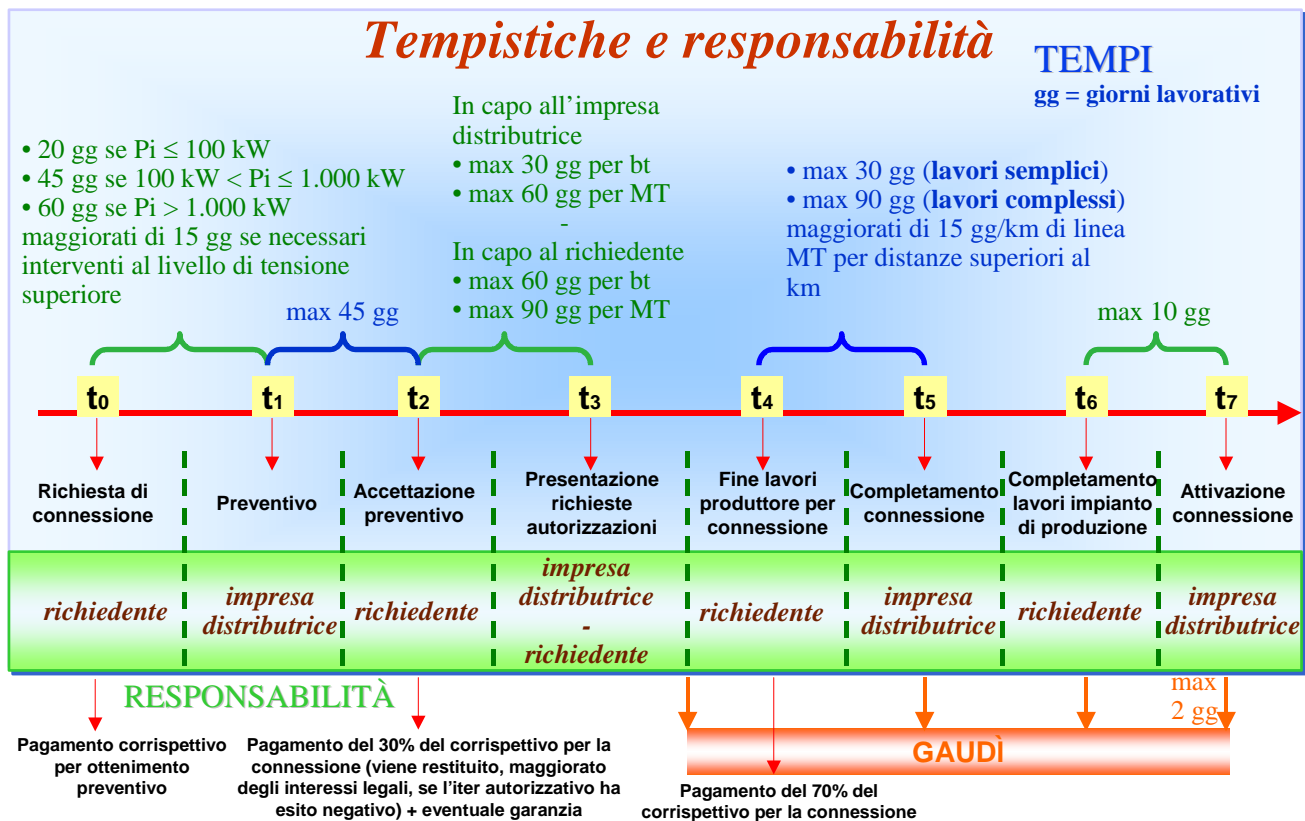 Tempistiche e responsabilità
TEMPI
gg = giorni lavorativi
• 20 gg se Pi ≤ 100 kW
• 45 gg se 100 kW < Pi ≤ 1.000 kW
• 60 gg se Pi > 1.000 kW
maggiorati di 15 gg se necessari
interventi al livello di tensione
superiore
max 45 gg
In capo all’impresa
distributrice
• max 30 gg per bt
• max 60 gg per MT
-
In capo al richiedente
• max 60 gg per bt
• max 90 gg per MT
• max 30 gg (lavori semplici)
• max 90 gg (lavori complessi)
maggiorati di 15 gg/km di linea
MT per distanze superiori al
km
max 10 gg
t0
t1
t2
t3
t4
t5
t6
t7
Richiesta di
connessione
Preventivo
Accettazione
preventivo
Presentazione
richieste
autorizzazioni
Fine lavori
produttore per
connessione
Completamento
connessione
Completamento
lavori impianto
di produzione
Attivazione
connessione
richiedente
impresa
distributrice
richiedente
impresa
distributrice
-
richiedente
richiedente
impresa
distributrice
richiedente
impresa
distributrice
RESPONSABILITÀ
max
2 gg
GAUDÌ
Pagamento corrispettivo
per ottenimento
preventivo
Pagamento del 30% del corrispettivo per la
connessione (viene restituito, maggiorato
degli interessi legali, se l’iter autorizzativo ha
esito negativo) + eventuale garanzia
Pagamento del 70% del
corrispettivo per la connessione